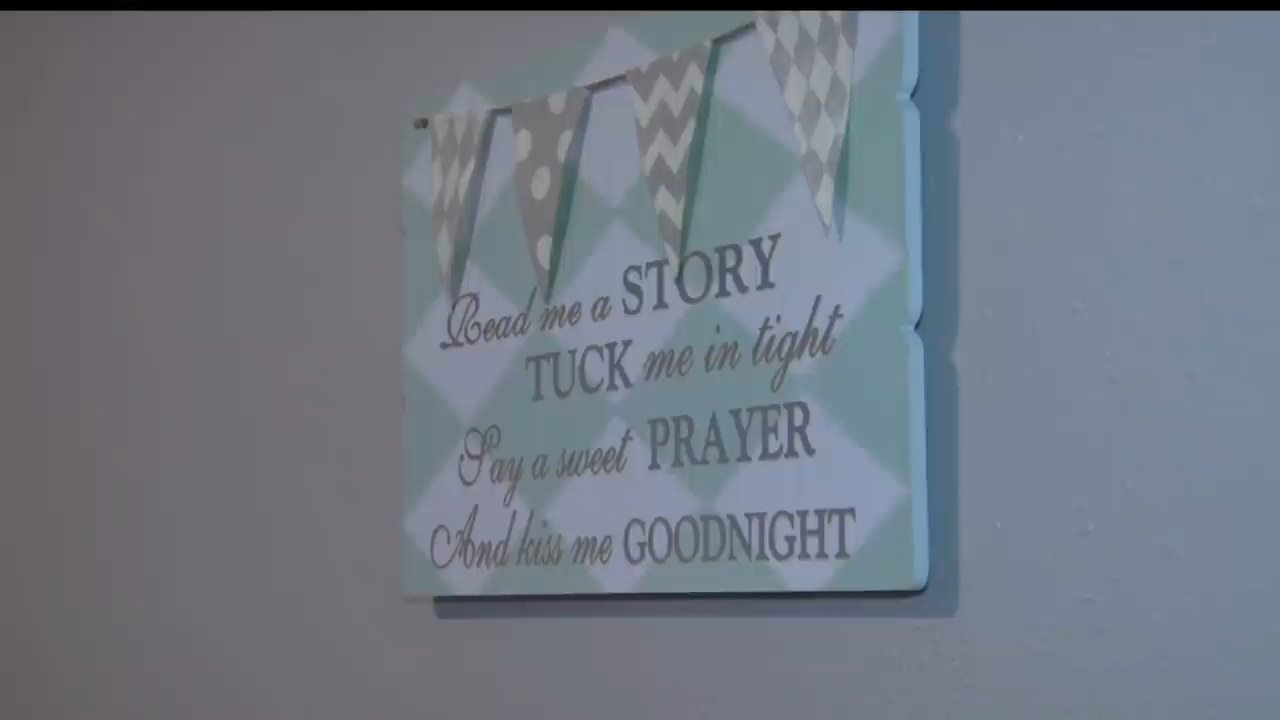 Read me a STORY
TUCK me in tight
Say a sweet PRAYER
And kiss me GOODNIGHT